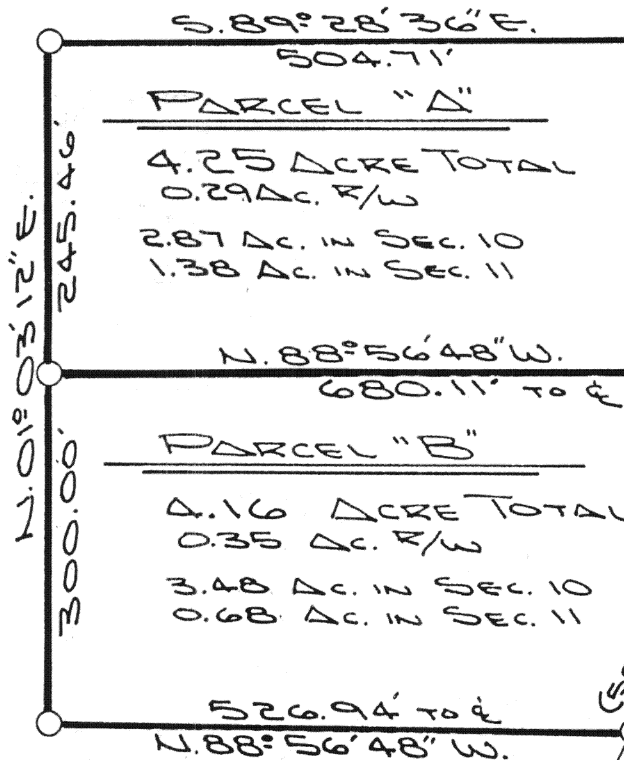 S. 89° 28' 36" E.
504.71'
PARCEL "A"
4.25 ACRE TOTAL
0.29 AC. R/W
2.87 AC. IN SEC. 10
1.38 AC. IN SEC. 11
N. 01° 03' 12" E.
245.46'
N. 88° 56' 48" W.
680.11' TO ℄
PARCEL "B"
4.16 ACRE TOTAL
0.35 AC. R/W
3.48 AC. IN SEC. 10
0.68 AC. IN SEC. 11
300.00'
526.94' TO ℄
N. 88° 56' 48" W.